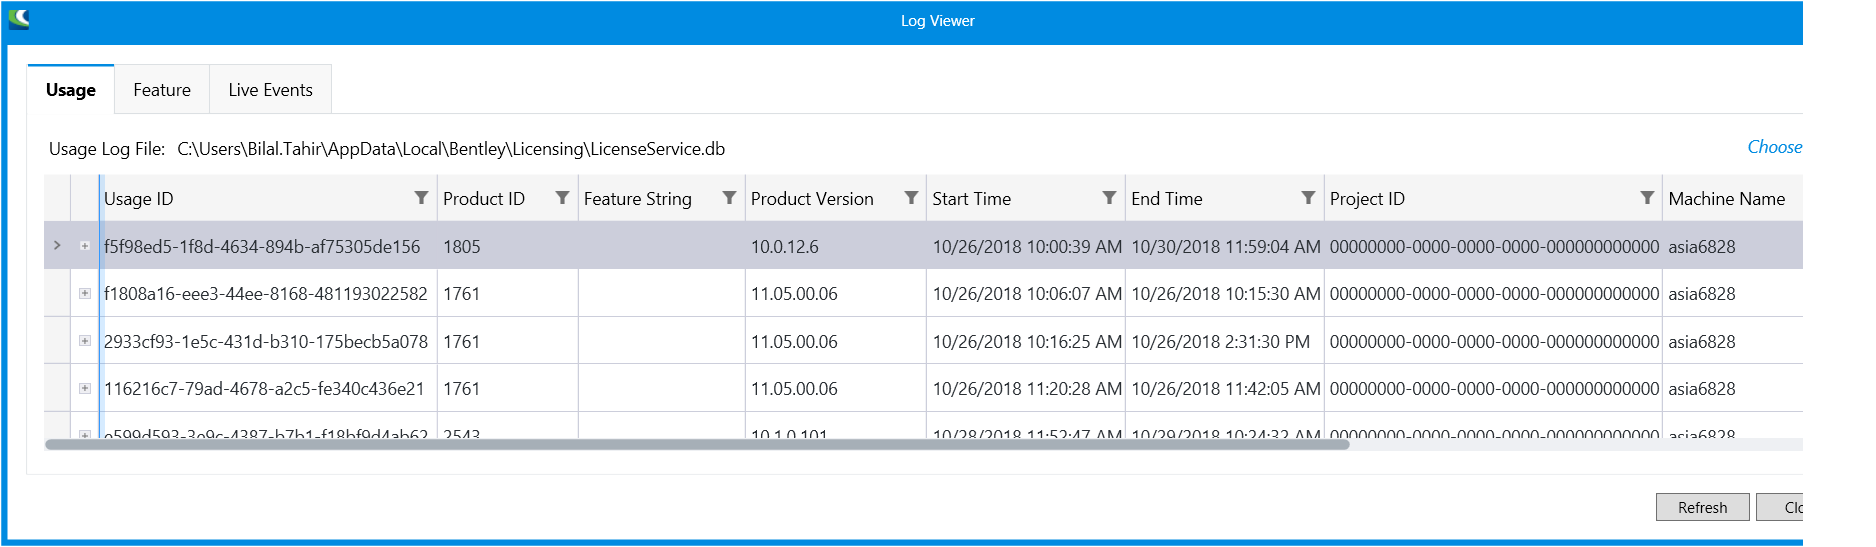 Log Viewer
Usage Feature Live Events
Usage Log File: C:\Users\Bilal.Tahir\AppData\Local\Bentley\Licensing\LicenseService.db Choose
Usage ID Product ID Feature String Product Version Start Time End Time Project ID Machine Name
f5f98ed5-1f8d-4634-894b-af75305de156 1805 10.0.12.6 10/26/2018 10:00:39 AM 10/30/2018 11:59:04 AM 00000000-0000-0000-0000-000000000000 asia6828
f1808a16-eee3-44ee-8168-481193022582 1761 11.05.00.06 10/26/2018 10:06:07 AM 10/26/2018 10:15:30 AM 00000000-0000-0000-0000-000000000000 asia6828
2933cf93-1e5c-431d-b310-175becb5a078 1761 11.05.00.06 10/26/2018 10:16:25 AM 10/26/2018 2:31:30 PM 00000000-0000-0000-0000-000000000000 asia6828
116216c7-79ad-4678-a2c5-fe340c436e21 1761 11.05.00.06 10/26/2018 11:20:28 AM 10/26/2018 11:42:05 AM 00000000-0000-0000-0000-000000000000 asia6828
2543 10.1.0.101 10/28/2018 11:52:47 AM 10/29/2018 10:24:32 AM 00000000-0000-0000-0000-000000000000 asia6828
Refresh Clo